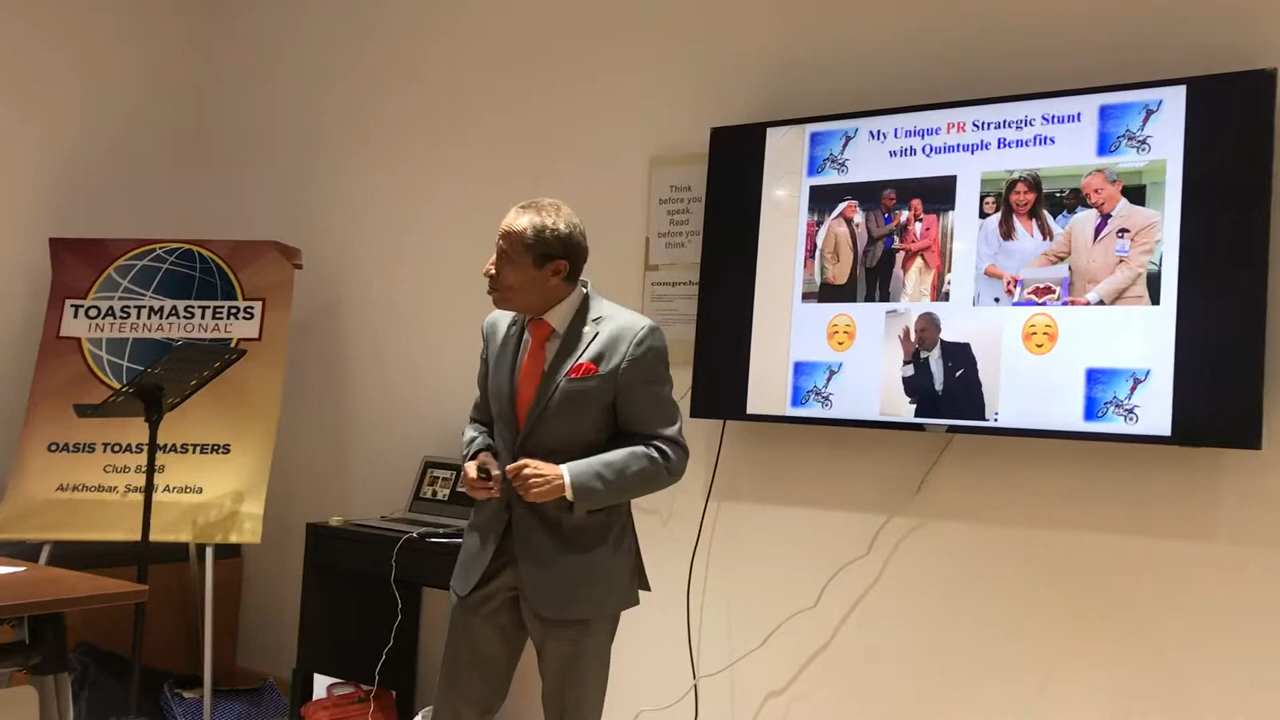 TOASTMASTERS
INTERNATIONAL
OASIS TOASTMASTERS
Al Khobar, Saudi Arabia
Think
before you
speak.
Read
before you
think."
My Unique PR Strategic Stunt
with Quintuple Benefits
Club